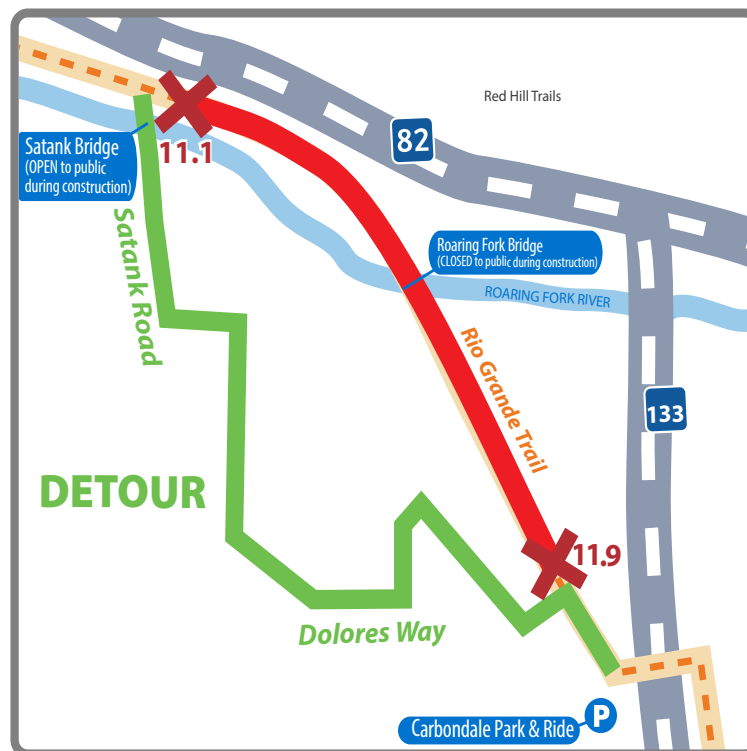 Red Hill Trails
82
Satank Bridge
(OPEN to public
during construction)
11.1
Satank Road
Roaring Fork Bridge
(CLOSED to public during construction)
ROARING FORK RIVER
Rio Grande Trail
133
DETOUR
11.9
Dolores Way
P
Carbondale Park & Ride